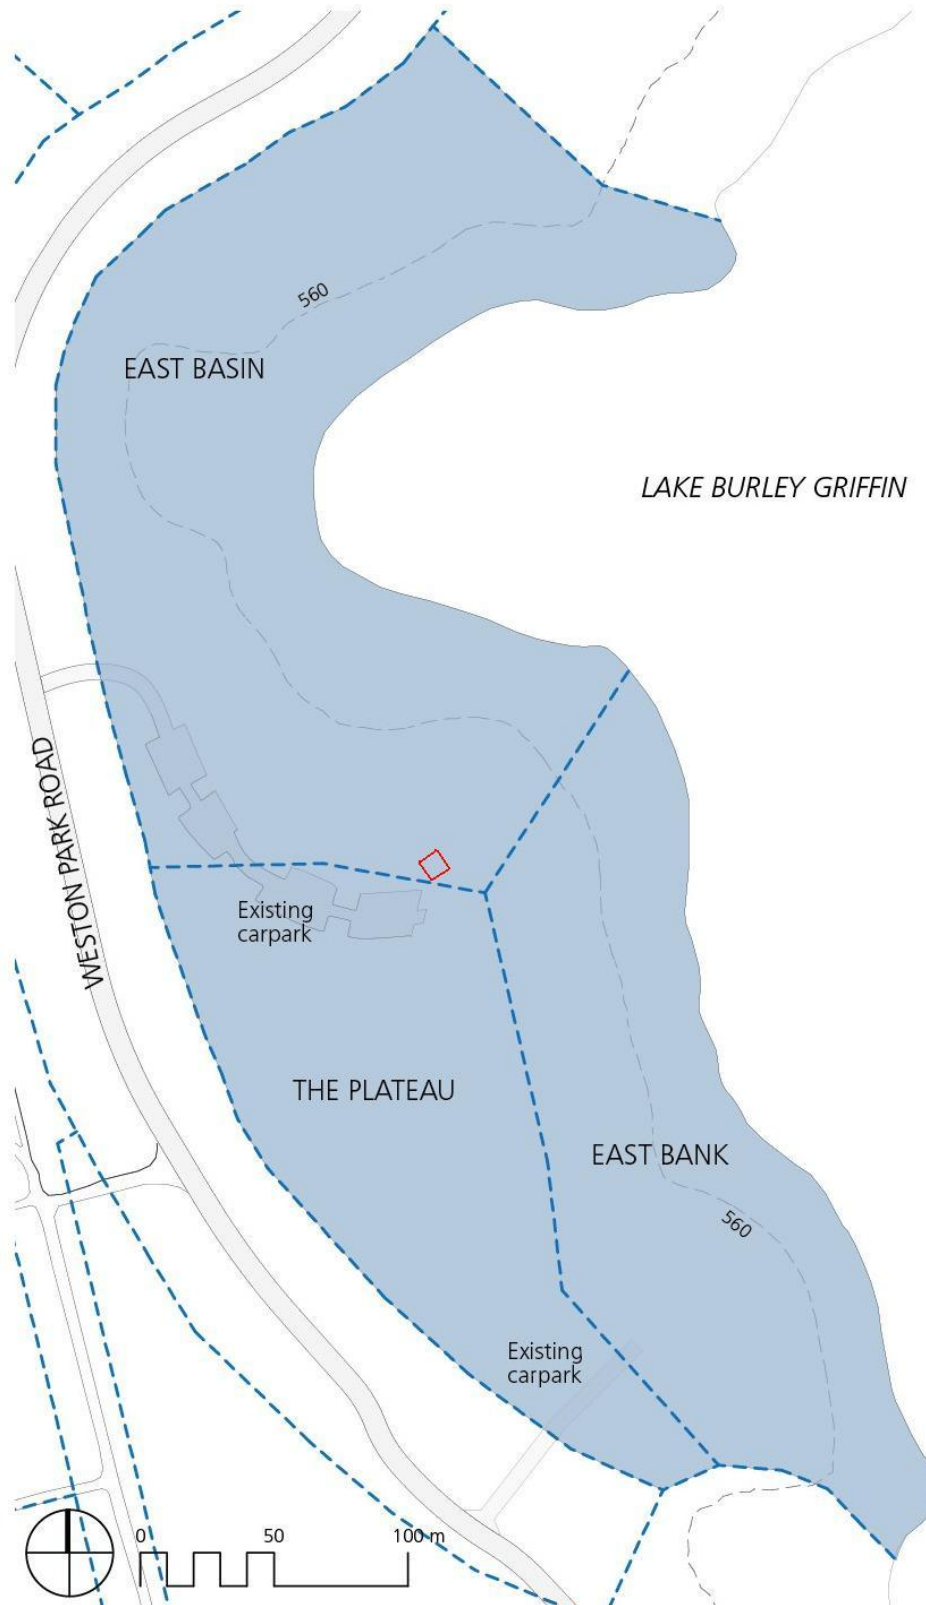 560
EAST BASIN
LAKE BURLEY GRIFFIN
WESTON PARK ROAD
Existing
carpark
THE PLATEAU
EAST BANK
560
Existing
carpark
0 50 100 m